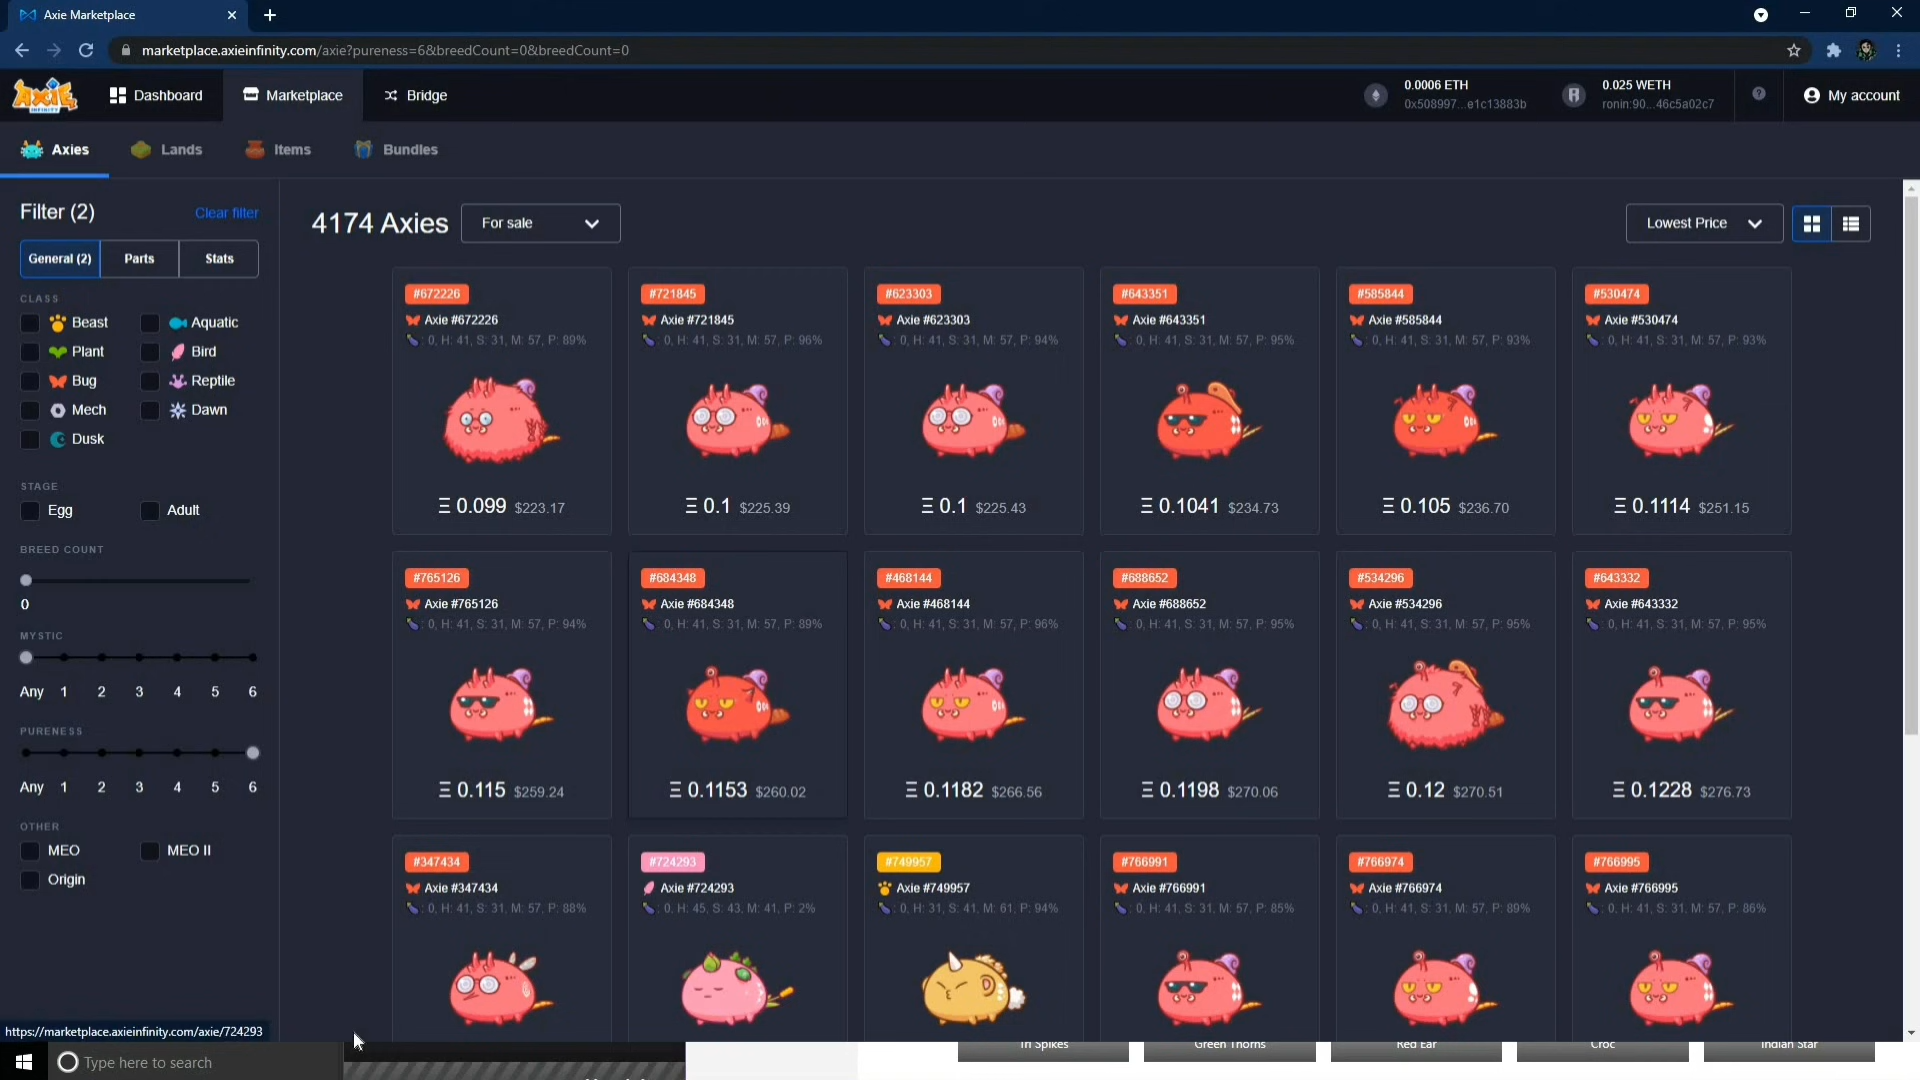 Axie Marketplace
marketplace.axieinfinity.com/axie?pureness=6&breedCount=0&breedCount=0
AXIE INFINITY
Dashboard
Marketplace
Bridge
0.0006 ETH
0x508997...e1c13883b
0.025 WETH
ronin:90...46c5a02c7
My account
Axies
Lands
Items
Bundles
Filter (2)
Clear filter
General (2)
Parts
Stats
CLASS
Beast
Aquatic
Plant
Bird
Bug
Reptile
Mech
Dawn
Dusk
STAGE
Egg
Adult
BREED COUNT
0
MYSTIC
Any 1 2 3 4 5 6
PURENESS
Any 1 2 3 4 5 6
OTHER
MEO
MEO II
Origin
4174 Axies
For sale
Lowest Price
#672226
Axie #672226
: 0, H: 41, S: 31, M: 57, P: 89%
Ξ 0.099 $223.17
#721845
Axie #721845
: 0, H: 41, S: 31, M: 57, P: 96%
Ξ 0.1 $225.39
#623303
Axie #623303
: 0, H: 41, S: 31, M: 57, P: 94%
Ξ 0.1 $225.43
#643351
Axie #643351
: 0, H: 41, S: 31, M: 57, P: 95%
Ξ 0.1041 $234.73
#585844
Axie #585844
: 0, H: 41, S: 31, M: 57, P: 93%
Ξ 0.105 $236.70
#530474
Axie #530474
: 0, H: 41, S: 31, M: 57, P: 93%
Ξ 0.1114 $251.15
#765126
Axie #765126
: 0, H: 41, S: 31, M: 57, P: 94%
Ξ 0.115 $259.24
#684348
Axie #684348
: 0, H: 41, S: 31, M: 57, P: 89%
Ξ 0.1153 $260.02
#468144
Axie #468144
: 0, H: 41, S: 31, M: 57, P: 96%
Ξ 0.1182 $266.56
#688652
Axie #688652
: 0, H: 41, S: 31, M: 57, P: 95%
Ξ 0.1198 $270.06
#534296
Axie #534296
: 0, H: 41, S: 31, M: 57, P: 95%
Ξ 0.12 $270.51
#643332
Axie #643332
: 0, H: 41, S: 31, M: 57, P: 95%
Ξ 0.1228 $276.73
#347434
Axie #347434
: 0, H: 41, S: 31, M: 57, P: 88%
#724293
Axie #724293
: 0, H: 45, S: 43, M: 41, P: 2%
#749957
Axie #749957
: 0, H: 31, S: 41, M: 61, P: 94%
#766991
Axie #766991
: 0, H: 41, S: 31, M: 57, P: 85%
#766974
Axie #766974
: 0, H: 41, S: 31, M: 57, P: 89%
#766995
Axie #766995
: 0, H: 41, S: 31, M: 57, P: 86%
https://marketplace.axieinfinity.com/axie/724293
Type here to search
Tri Spikes
Green Thorns
Red Ear
Croc
Indian Star